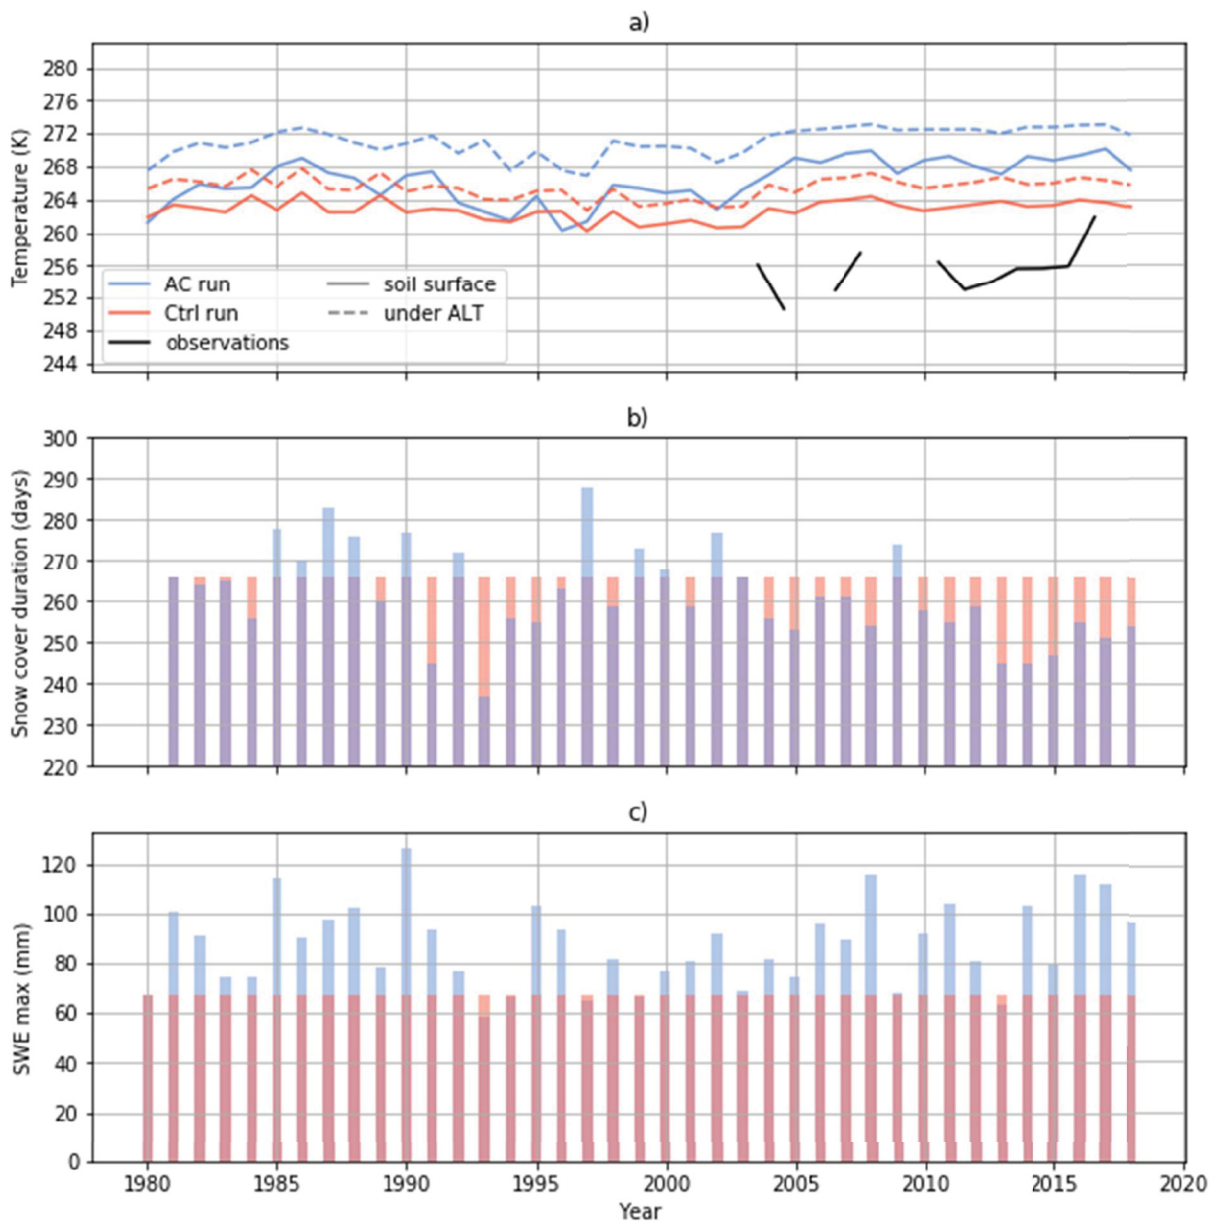 a)
Temperature (K)
280
276
272
268
264
260
256
252
248
244
AC run
Ctrl run
observations
soil surface
under ALT
b)
Snow cover duration (days)
300
290
280
270
260
250
240
230
220
c)
SWE max (mm)
120
100
80
60
40
20
0
1980 1985 1990 1995 2000 2005 2010 2015 2020
Year